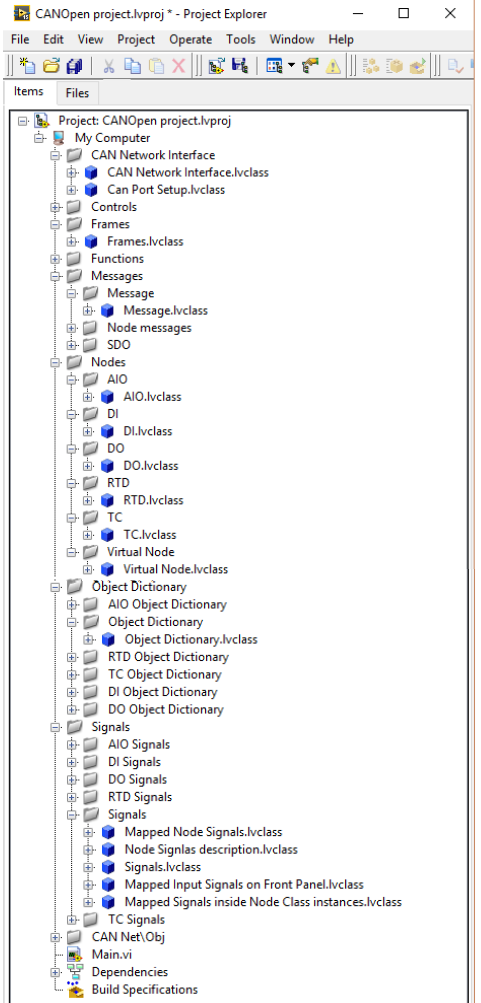 CANOpen project.lvproj * - Project Explorer
File Edit View Project Operate Tools Window Help
Items Files
Project: CANOpen project.lvproj
My Computer
CAN Network Interface
CAN Network Interface.lvclass
Can Port Setup.lvclass
Controls
Frames
Frames.lvclass
Functions
Messages
Message
Message.lvclass
Node messages
SDO
Nodes
AIO
AIO.lvclass
DI
DI.lvclass
DO
DO.lvclass
RTD
RTD.lvclass
TC
TC.lvclass
Virtual Node
Virtual Node.lvclass
Object Dictionary
AIO Object Dictionary
Object Dictionary
Object Dictionary.lvclass
RTD Object Dictionary
TC Object Dictionary
DI Object Dictionary
DO Object Dictionary
Signals
AIO Signals
DI Signals
DO Signals
RTD Signals
Signals
Mapped Node Signals.lvclass
Node Signlas description.lvclass
Signals.lvclass
Mapped Input Signals on Front Panel.lvclass
Mapped Signals inside Node Class instances.lvclass
TC Signals
CAN Net\Obj
Main.vi
Dependencies
Build Specifications